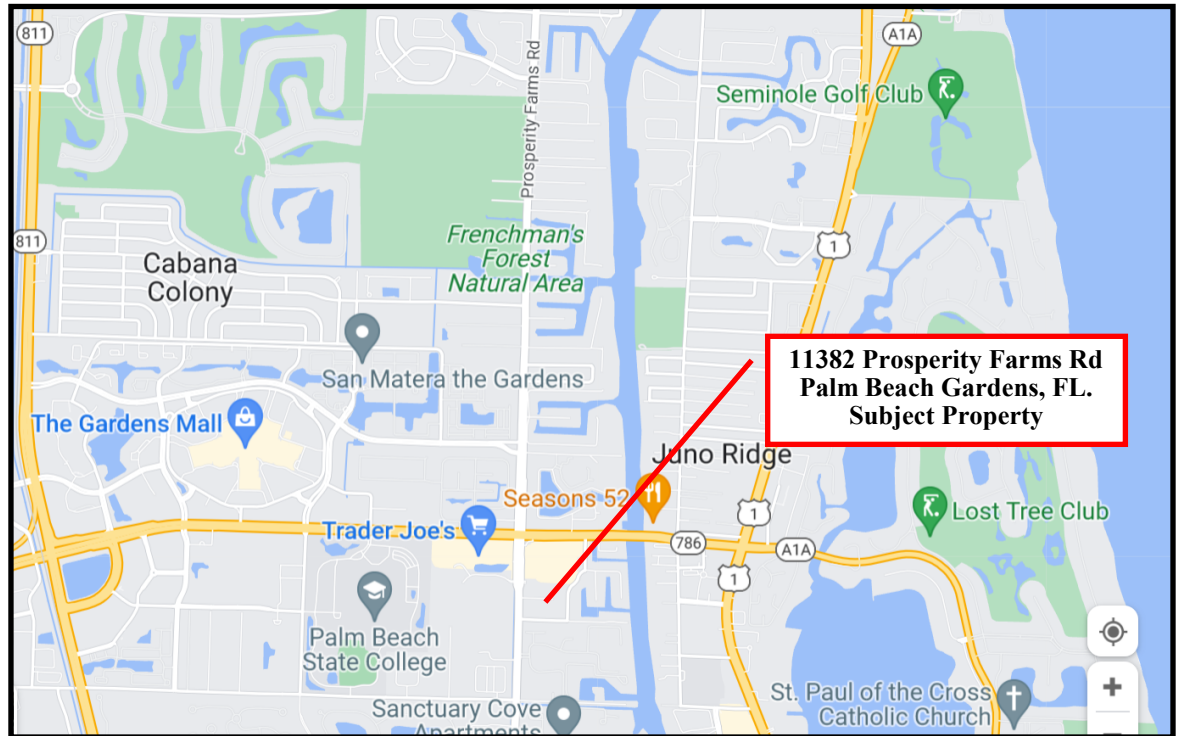 811
A1A
Seminole Golf Club
Prosperity Farms Rd
811
Frenchman's
Forest
Natural Area
1
Cabana
Colony
San Matera the Gardens
11382 Prosperity Farms Rd
Palm Beach Gardens, FL.
Subject Property
The Gardens Mall
Juno Ridge
Seasons 52
Trader Joe's
1
Lost Tree Club
786
A1A
1
Palm Beach
State College
St. Paul of the Cross
Catholic Church
Sanctuary Cove
Apartments